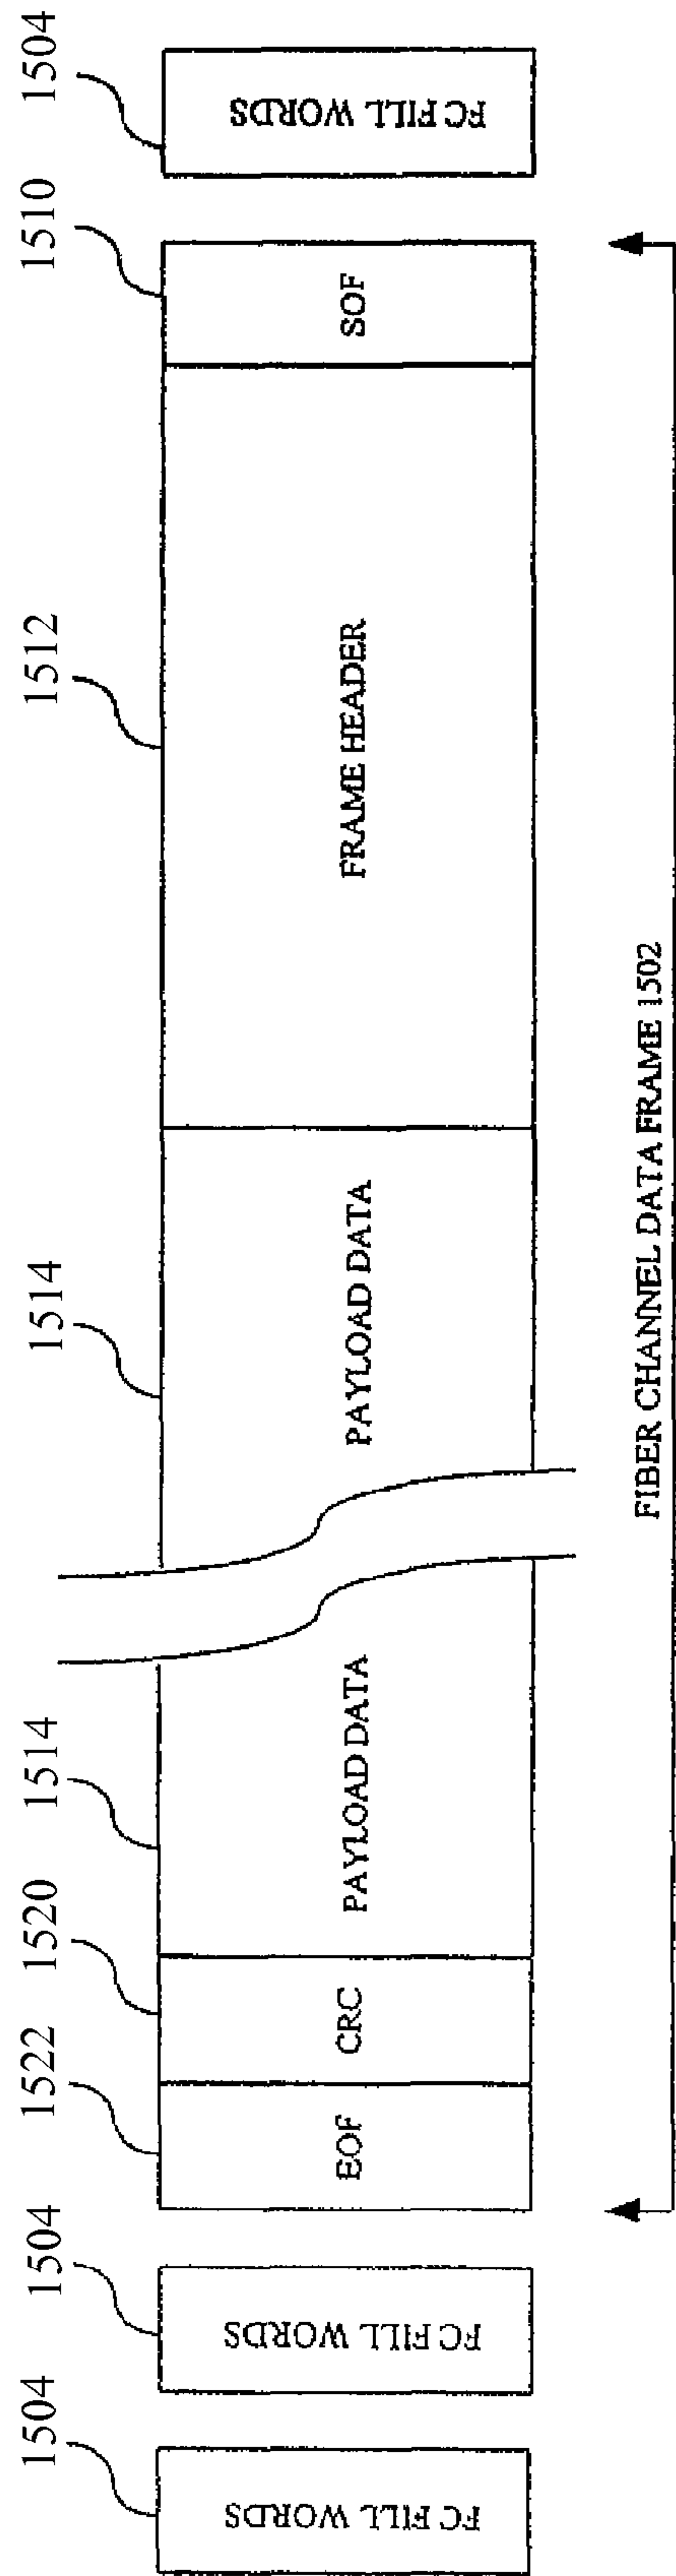 1504
1504
1522
1520
1514
1514
1512
1510
1504
FC FILL WORDS
FC FILL WORDS
EOF
CRC
PAYLOAD DATA
PAYLOAD DATA
FRAME HEADER
SOF
FC FILL WORDS
FIBER CHANNEL DATA FRAME 1502